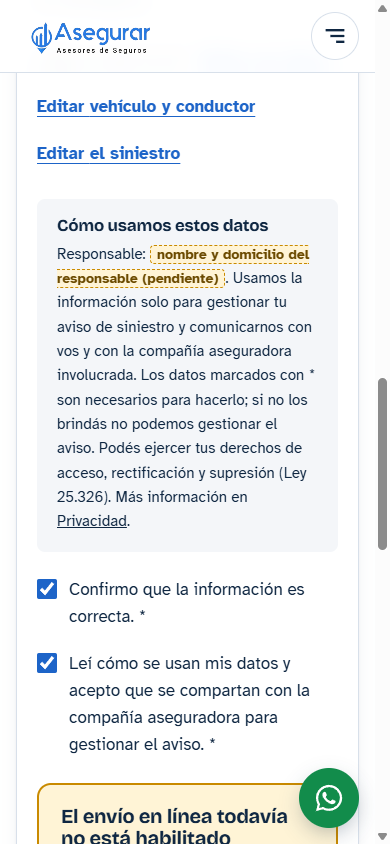 Asegurar
Asesores de Seguros
Editar vehículo y conductor
Editar el siniestro
Cómo usamos estos datos
Responsable: nombre y domicilio del
responsable (pendiente) . Usamos la
información solo para gestionar tu
aviso de siniestro y comunicarnos con
vos y con la compañía aseguradora
involucrada. Los datos marcados con *
son necesarios para hacerlo; si no los
brindás no podemos gestionar el
aviso. Podés ejercer tus derechos de
acceso, rectificación y supresión (Ley
25.326). Más información en
Privacidad.
Confirmo que la información es
correcta. *
Leí cómo se usan mis datos y
acepto que se compartan con la
compañía aseguradora para
gestionar el aviso. *
El envío en línea todavía
no está habilitado